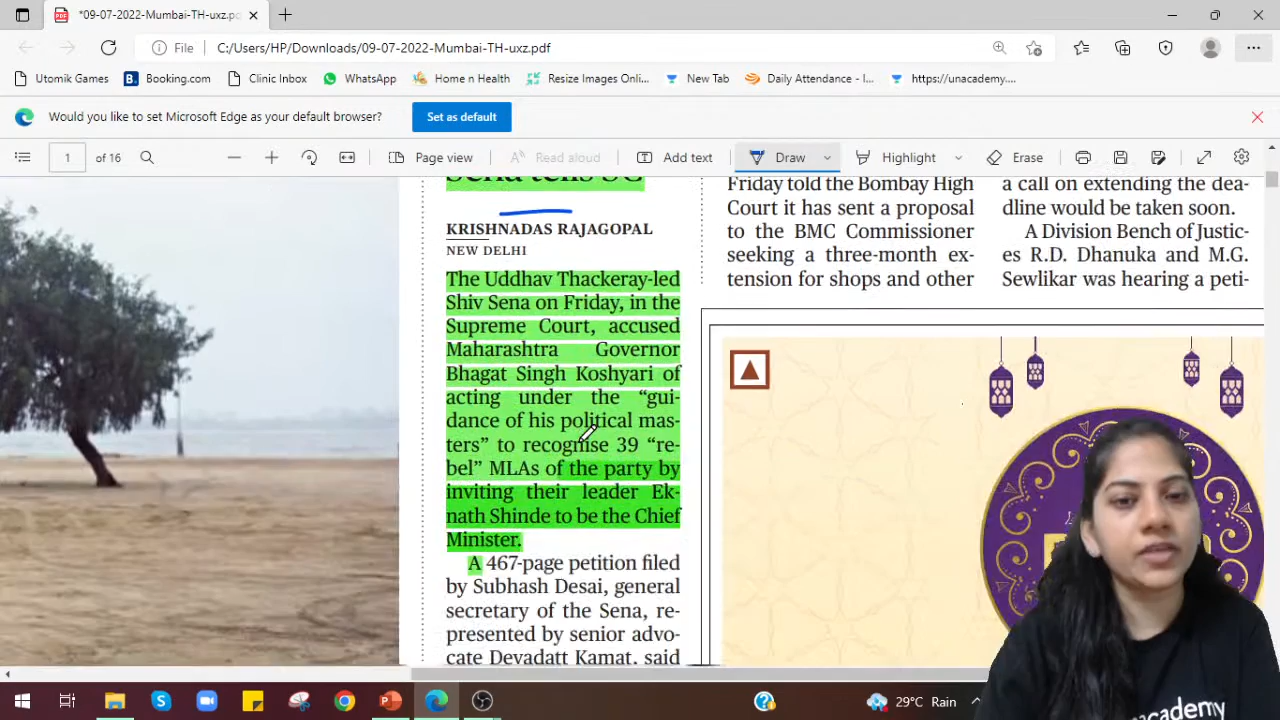 *09-07-2022-Mumbai-TH-uxz.pd
File
C:/Users/HP/Downloads/09-07-2022-Mumbai-TH-uxz.pdf
Utomik Games
Booking.com
Clinic Inbox
WhatsApp
Home n Health
Resize Images Onli...
New Tab
Daily Attendance - I...
https://unacademy....
Would you like to set Microsoft Edge as your default browser?
Set as default
1 of 16
Page view
Read aloud
Add text
Draw
Highlight
Erase
Sena tells SC
KRISHNADAS RAJAGOPAL
NEW DELHI
The Uddhav Thackeray-led
Shiv Sena on Friday, in the
Supreme Court, accused
Maharashtra Governor
Bhagat Singh Koshyari of
acting under the “gui-
dance of his political mas-
ters” to recognise 39 “re-
bel” MLAs of the party by
inviting their leader Ek-
nath Shinde to be the Chief
Minister.
A 467-page petition filed
by Subhash Desai, general
secretary of the Sena, re-
presented by senior advo-
cate Devadatt Kamat, said
Friday told the Bombay High
Court it has sent a proposal
to the BMC Commissioner
seeking a three-month ex-
tension for shops and other
a call on extending the dea-
dline would be taken soon.
A Division Bench of Justic-
es R.D. Dhanuka and M.G.
Sewlikar was hearing a peti-
unacademy
29°C Rain